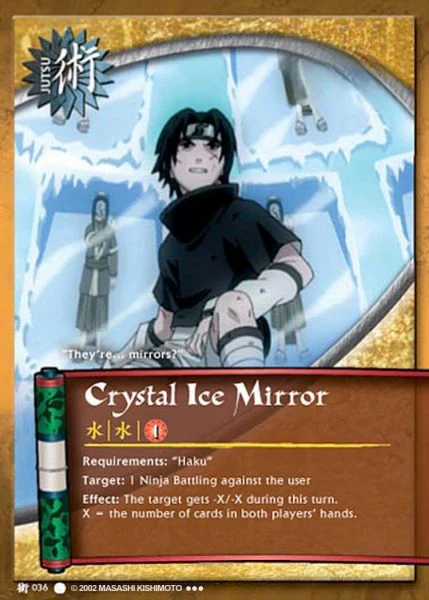 JUTSU 術
"They're... mirrors?"
Crystal Ice Mirror
水|水|1
Requirements: "Haku"
Target: 1 Ninja Battling against the user
Effect: The target gets -X/-X during this turn.
X = the number of cards in both players' hands.
術 036 © 2002 MASASHI KISHIMOTO